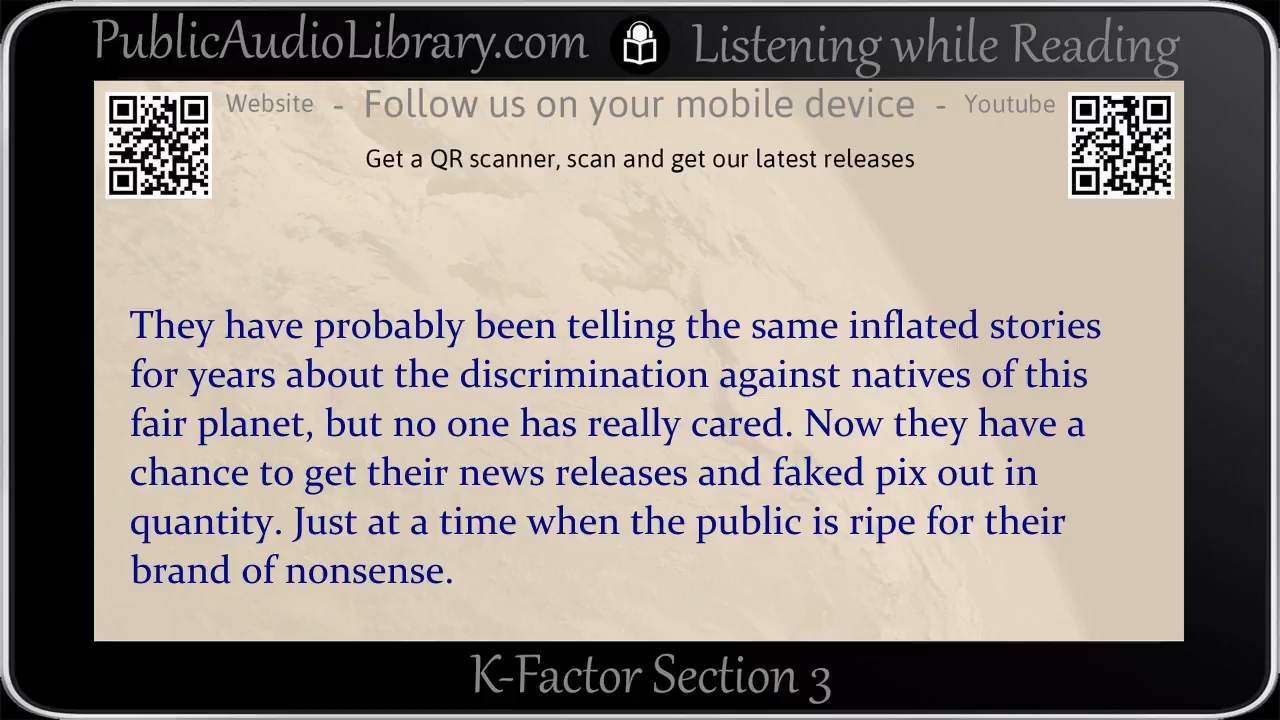 PublicAudioLibrary.com Listening while Reading
Website - Follow us on your mobile device - Youtube
Get a QR scanner, scan and get our latest releases
They have probably been telling the same inflated stories
for years about the discrimination against natives of this
fair planet, but no one has really cared. Now they have a
chance to get their news releases and faked pix out in
quantity. Just at a time when the public is ripe for their
brand of nonsense.
K-Factor Section 3